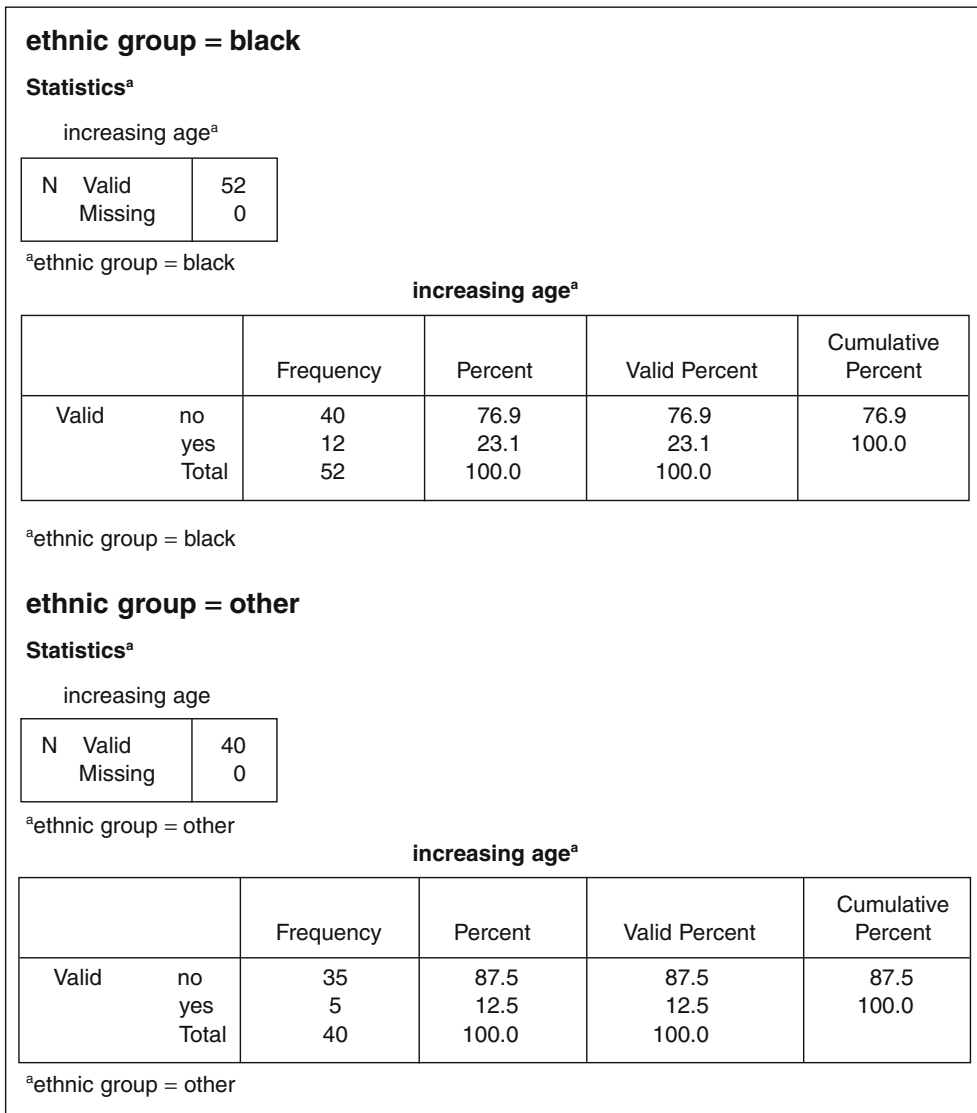 ethnic group = black
Statisticsᵃ
increasing ageᵃ
N Valid 52
Missing 0
ᵃethnic group = black
increasing ageᵃ
Frequency Percent Valid Percent Cumulative Percent
Valid no 40 76.9 76.9 76.9
yes 12 23.1 23.1 100.0
Total 52 100.0 100.0
ᵃethnic group = black
ethnic group = other
Statisticsᵃ
increasing age
N Valid 40
Missing 0
ᵃethnic group = other
increasing ageᵃ
Frequency Percent Valid Percent Cumulative Percent
Valid no 35 87.5 87.5 87.5
yes 5 12.5 12.5 100.0
Total 40 100.0 100.0
ᵃethnic group = other